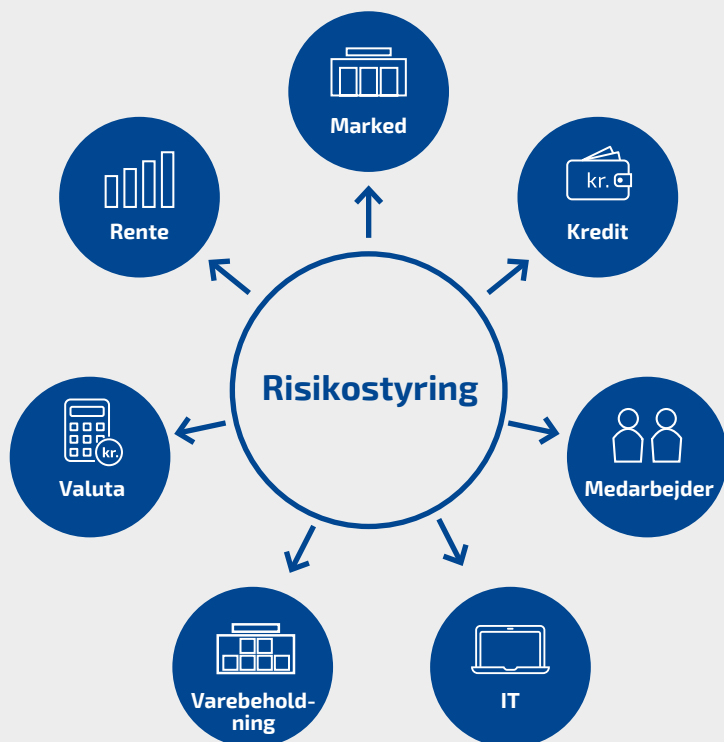 Marked
kr.
Kredit
Rente
Risikostyring
kr.
Valuta
Medarbejder
Varebehold-
ning
IT